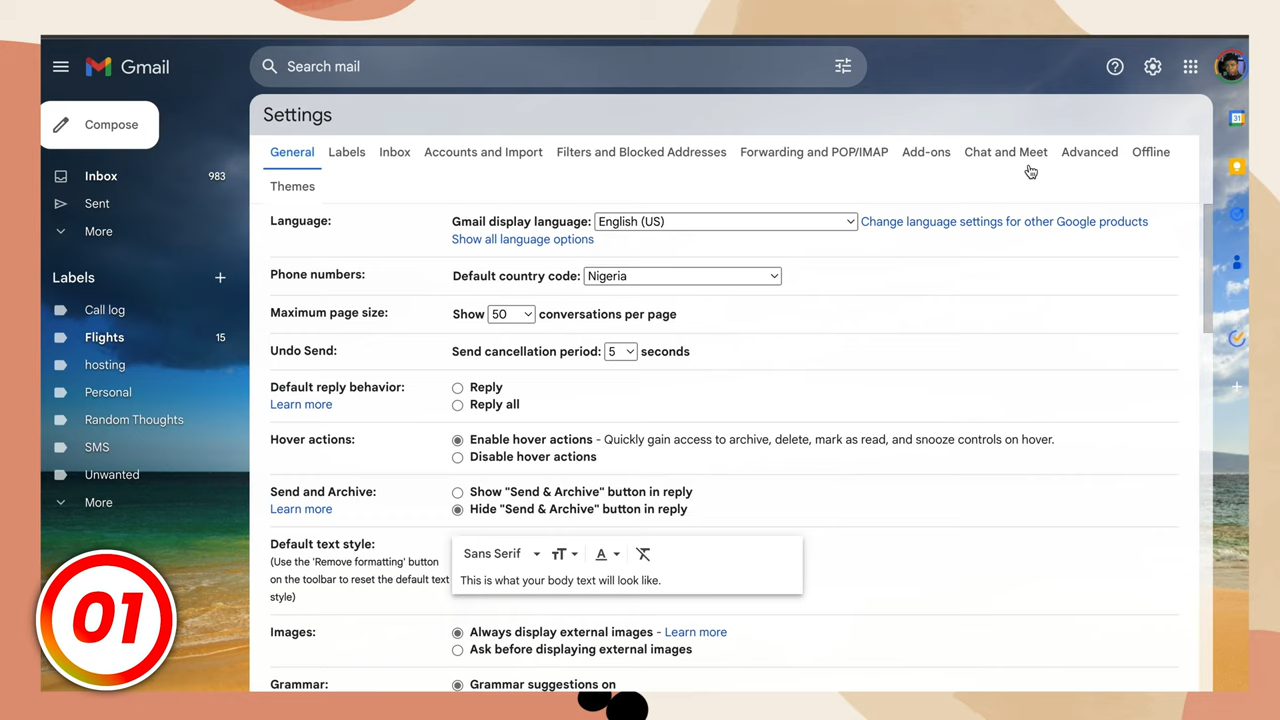 Gmail
Search mail
Compose
Inbox 983
Sent
More
Labels
Call log
Flights 15
hosting
Personal
Random Thoughts
SMS
Unwanted
More
01
Settings
General Labels Inbox Accounts and Import Filters and Blocked Addresses Forwarding and POP/IMAP Add-ons Chat and Meet Advanced Offline
Themes
Language: Gmail display language: English (US) Change language settings for other Google products
Show all language options
Phone numbers: Default country code: Nigeria
Maximum page size: Show 50 conversations per page
Undo Send: Send cancellation period: 5 seconds
Default reply behavior: Reply
Learn more Reply all
Hover actions: Enable hover actions - Quickly gain access to archive, delete, mark as read, and snooze controls on hover.
Disable hover actions
Send and Archive: Show "Send & Archive" button in reply
Learn more Hide "Send & Archive" button in reply
Default text style:
(Use the 'Remove formatting' button
on the toolbar to reset the default text
style)
Sans Serif
This is what your body text will look like.
Images: Always display external images - Learn more
Ask before displaying external images
Grammar: Grammar suggestions on
31